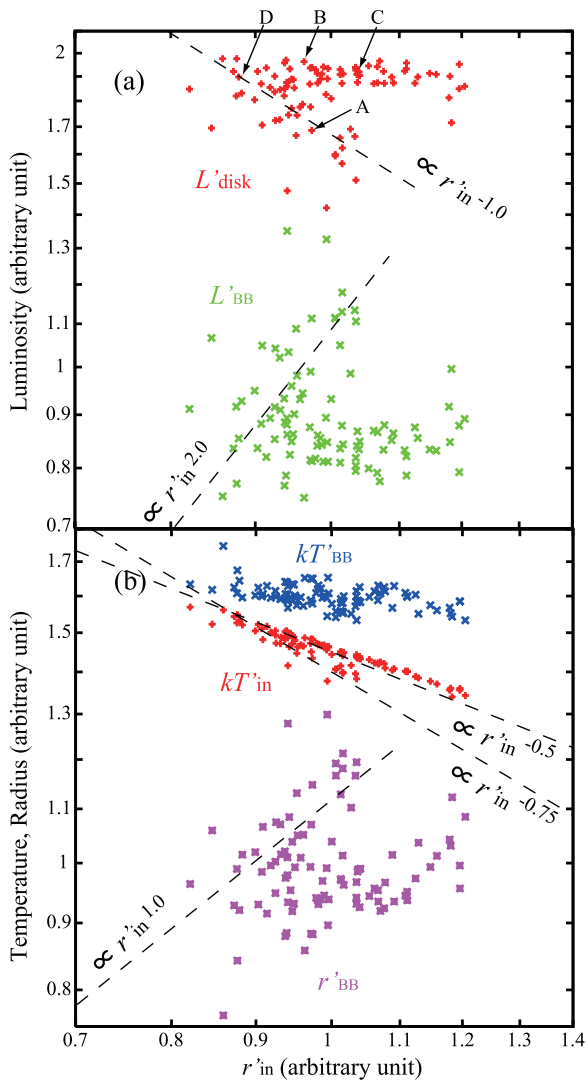 D B C
2
(a)
A
1.7
L'disk
∝ r'in -1.0
1.5
1.3
Luminosity (arbitrary unit)
L'BB
1.1
1
0.9
0.8
∝ r'in 2.0
0.7
1.7
(b)
kT'BB
1.5
kT'in
1.3
∝ r'in -0.5
∝ r'in -0.75
Temperature, Radius (arbitrary unit)
1.1
1
0.9
∝ r'in 1.0
r'BB
0.8
0.7 0.8 0.9 1 1.1 1.2 1.3 1.4
r'in (arbitrary unit)